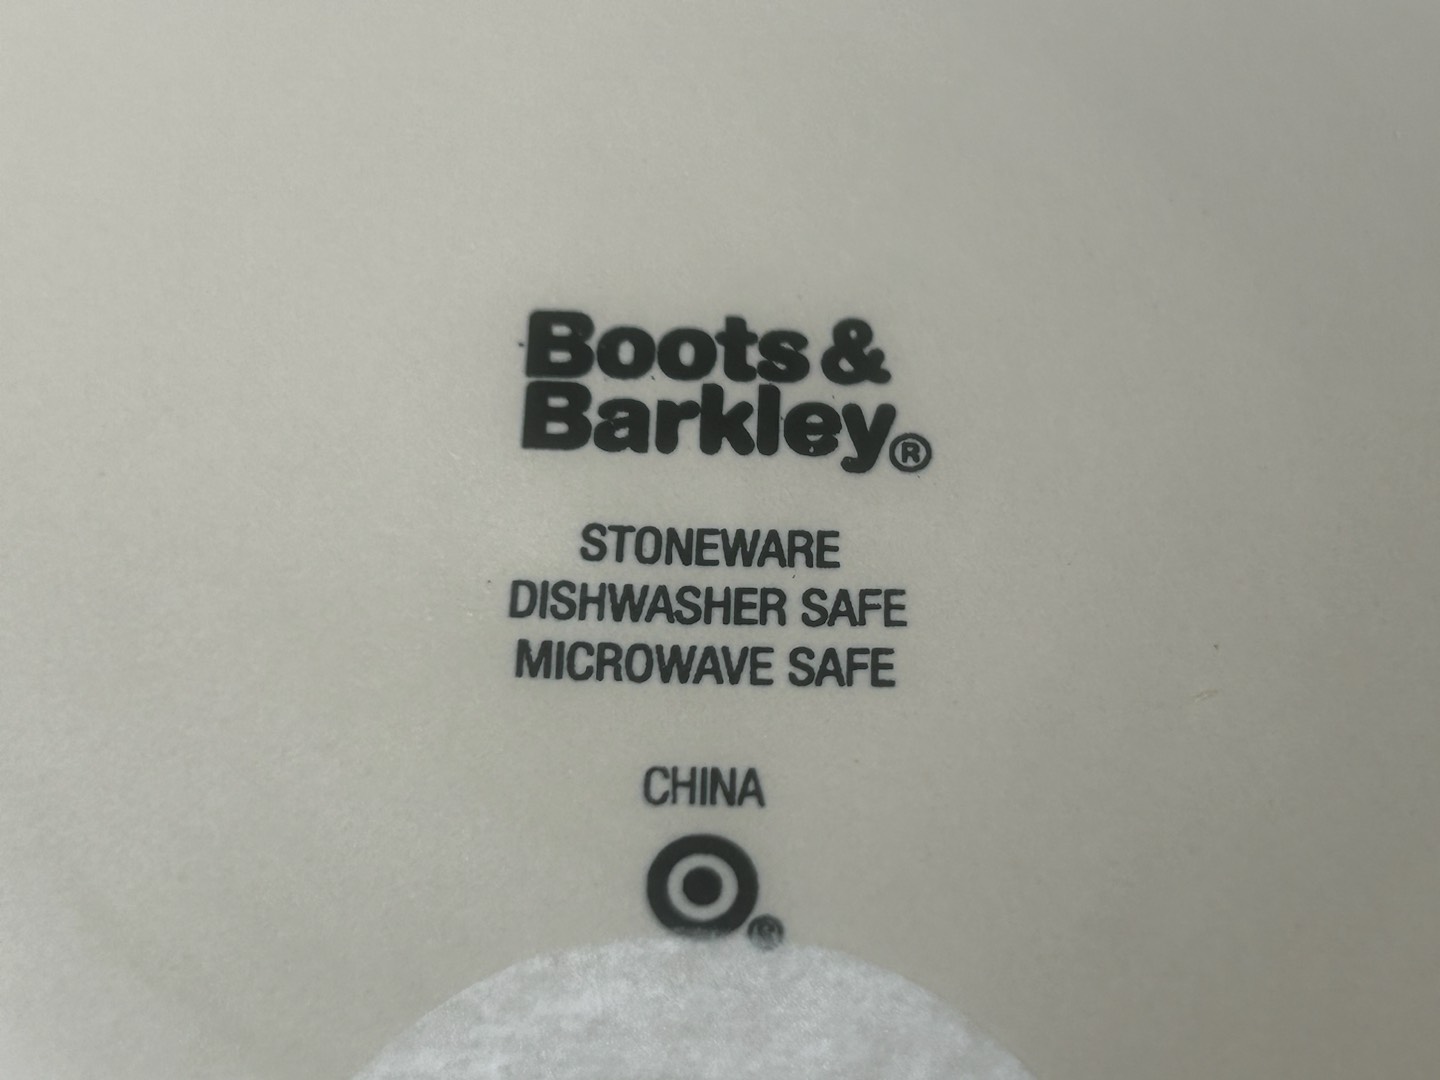 Boots &
Barkley®
STONEWARE
DISHWASHER SAFE
MICROWAVE SAFE
CHINA
®